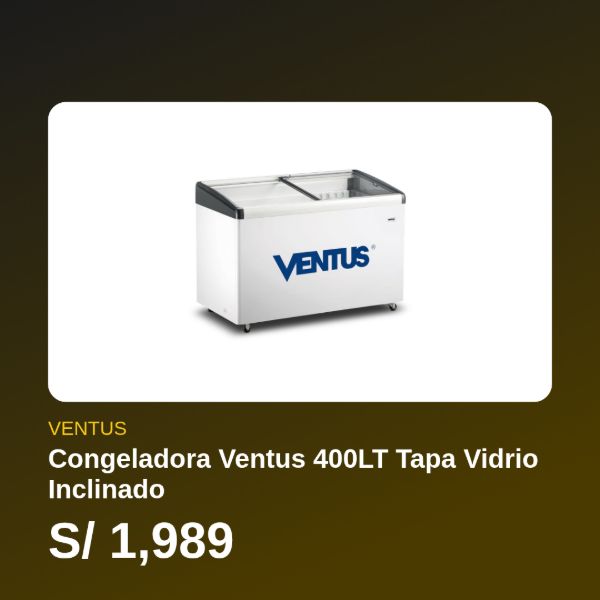 VENTUS®
VENTUS
Congeladora Ventus 400LT Tapa Vidrio
Inclinado
S/ 1,989